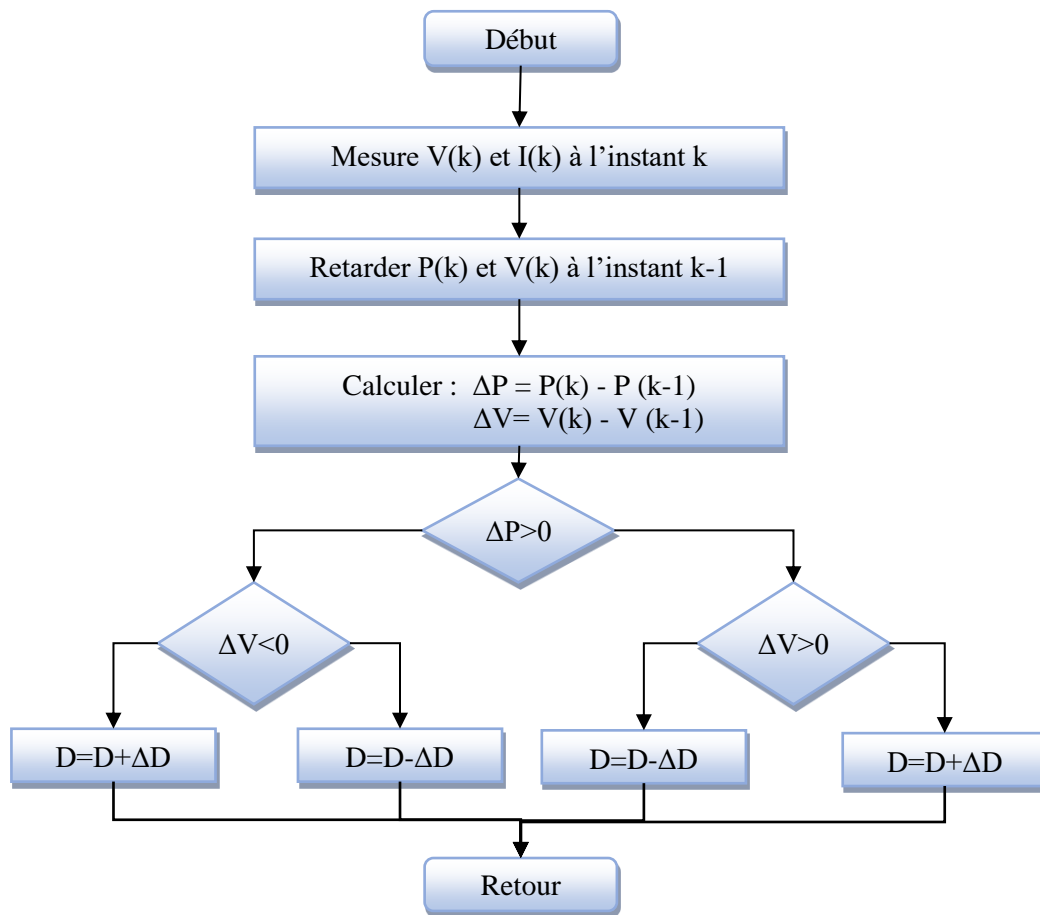 Début
Mesure V(k) et I(k) à l’instant k
Retarder P(k) et V(k) à l’instant k-1
Calculer : ΔP = P(k) - P (k-1)
ΔV= V(k) - V (k-1)
ΔP>0
ΔV<0
ΔV>0
D=D+ΔD
D=D-ΔD
D=D-ΔD
D=D+ΔD
Retour